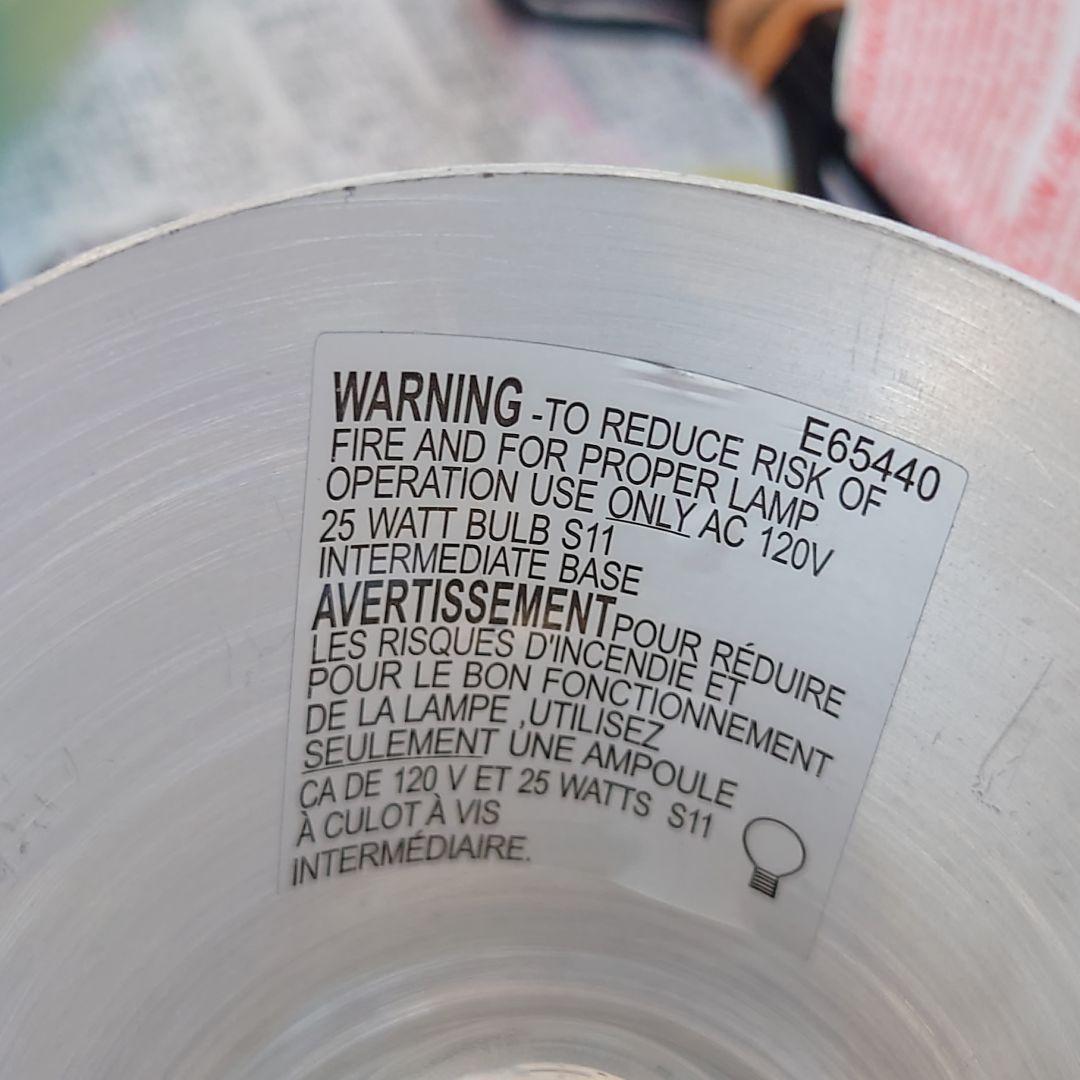 E65440
WARNING -TO REDUCE RISK OF
FIRE AND FOR PROPER LAMP
OPERATION USE ONLY AC 120V
25 WATT BULB S11
INTERMEDIATE BASE
AVERTISSEMENT POUR RÉDUIRE
LES RISQUES D'INCENDIE ET
POUR LE BON FONCTIONNEMENT
DE LA LAMPE ,UTILISEZ
SEULEMENT UNE AMPOULE
CA DE 120 V ET 25 WATTS S11
À CULOT À VIS
INTERMÉDIAIRE.